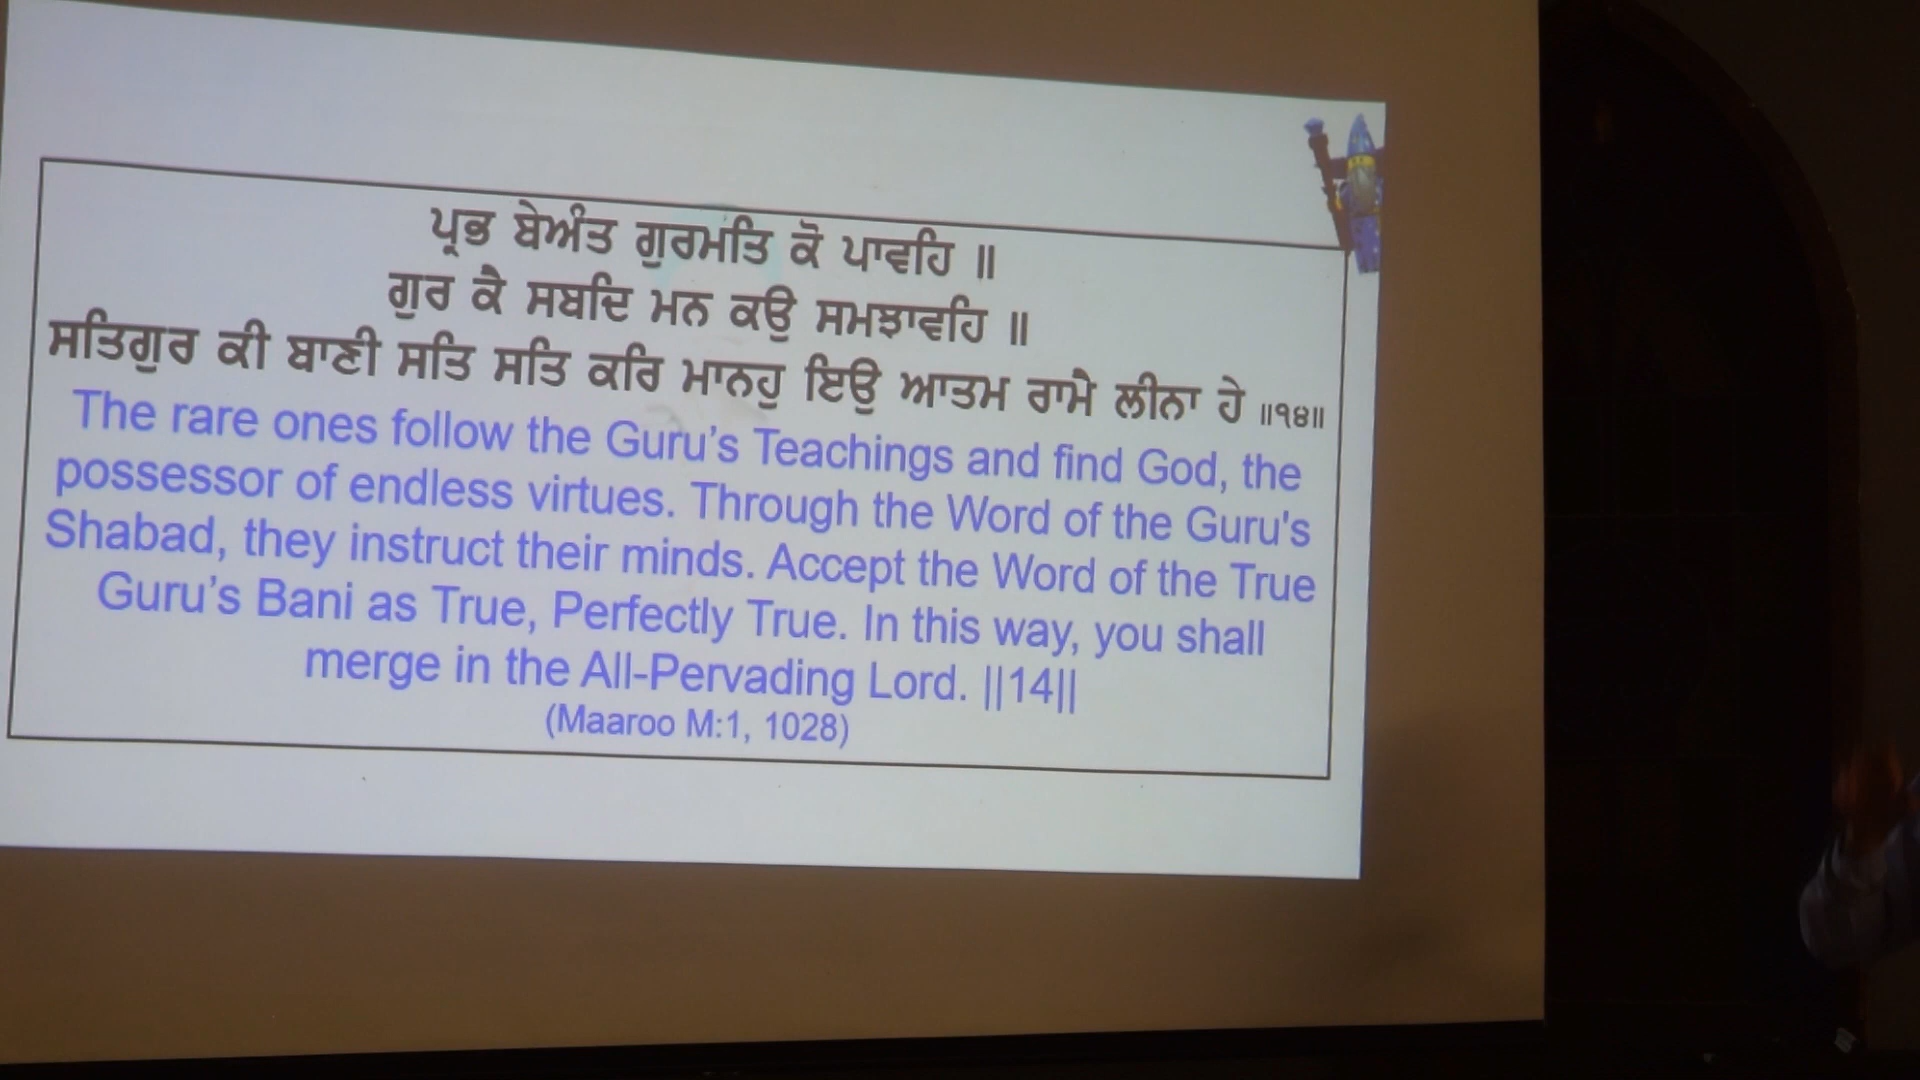 ਪ੍ਰਭ ਬੇਅੰਤ ਗੁਰਮਤਿ ਕੋ ਪਾਵਹਿ ॥
ਗੁਰ ਕੈ ਸਬਦਿ ਮਨ ਕਉ ਸਮਝਾਵਹਿ ॥
ਸਤਿਗੁਰ ਕੀ ਬਾਣੀ ਸਤਿ ਸਤਿ ਕਰਿ ਮਾਨਹੁ ਇਉ ਆਤਮ ਰਾਮੈ ਲੀਨਾ ਹੇ ॥੧੪॥
The rare ones follow the Guru’s Teachings and find God, the
possessor of endless virtues. Through the Word of the Guru's
Shabad, they instruct their minds. Accept the Word of the True
Guru’s Bani as True, Perfectly True. In this way, you shall
merge in the All-Pervading Lord. ||14||
(Maaroo M:1, 1028)